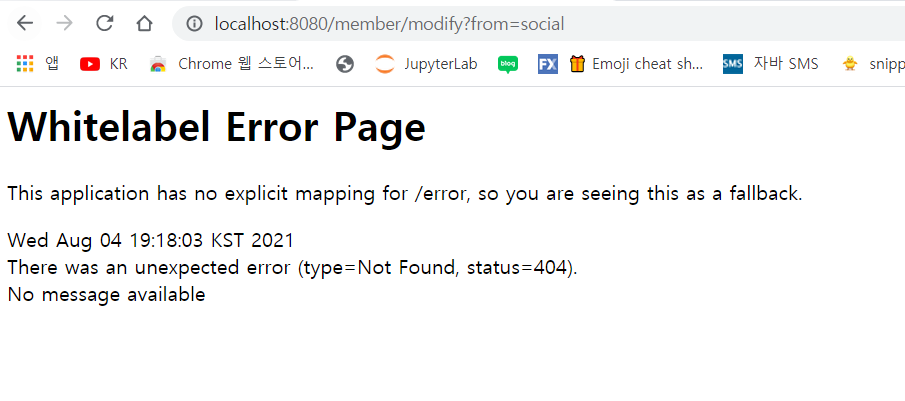 localhost:8080/member/modify?from=social
앱 KR Chrome 웹 스토어… JupyterLab blog FX Emoji cheat sh… SMS 자바 SMS snipp
Whitelabel Error Page
This application has no explicit mapping for /error, so you are seeing this as a fallback.
Wed Aug 04 19:18:03 KST 2021
There was an unexpected error (type=Not Found, status=404).
No message available